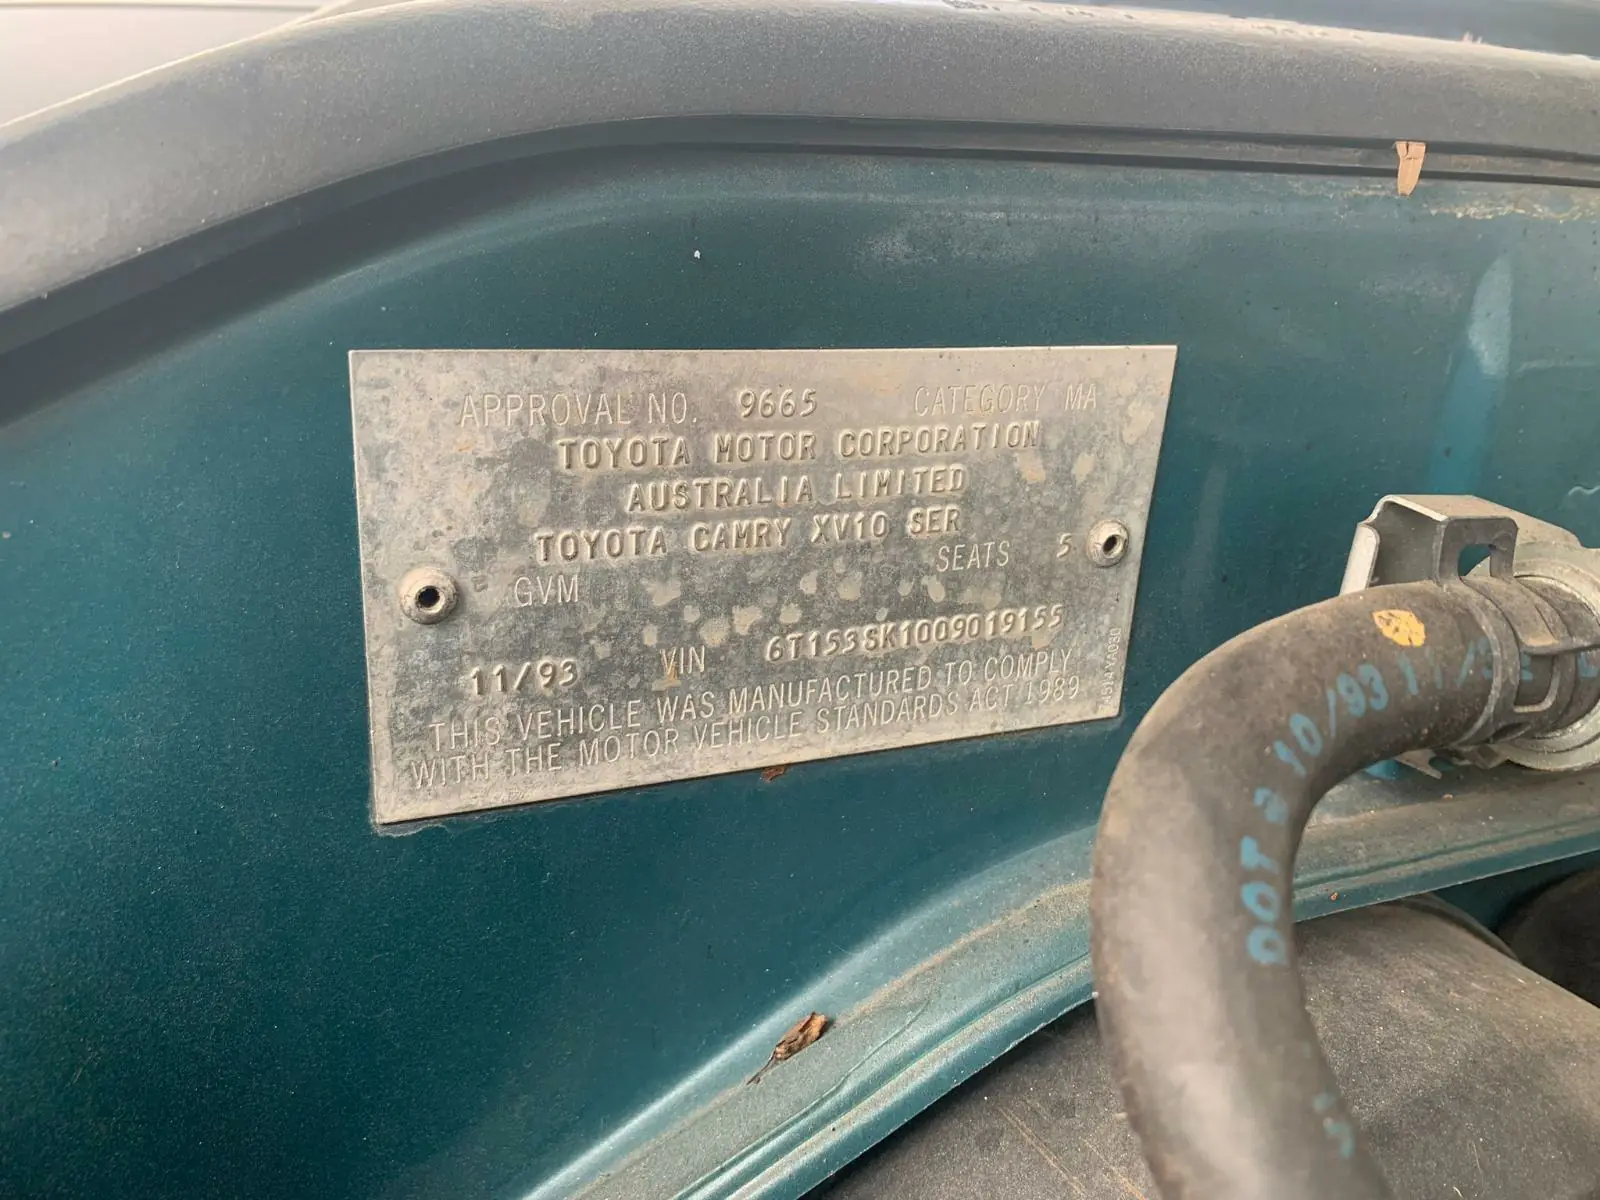 APPROVAL NO. 9665 CATEGORY MA
TOYOTA MOTOR CORPORATION
AUSTRALIA LIMITED
TOYOTA CAMRY XV10 SER
GVM SEATS 5
11/93 VIN 6T153SK1009019155
THIS VEHICLE WAS MANUFACTURED TO COMPLY
WITH THE MOTOR VEHICLE STANDARDS ACT 1989
DOT
10/93